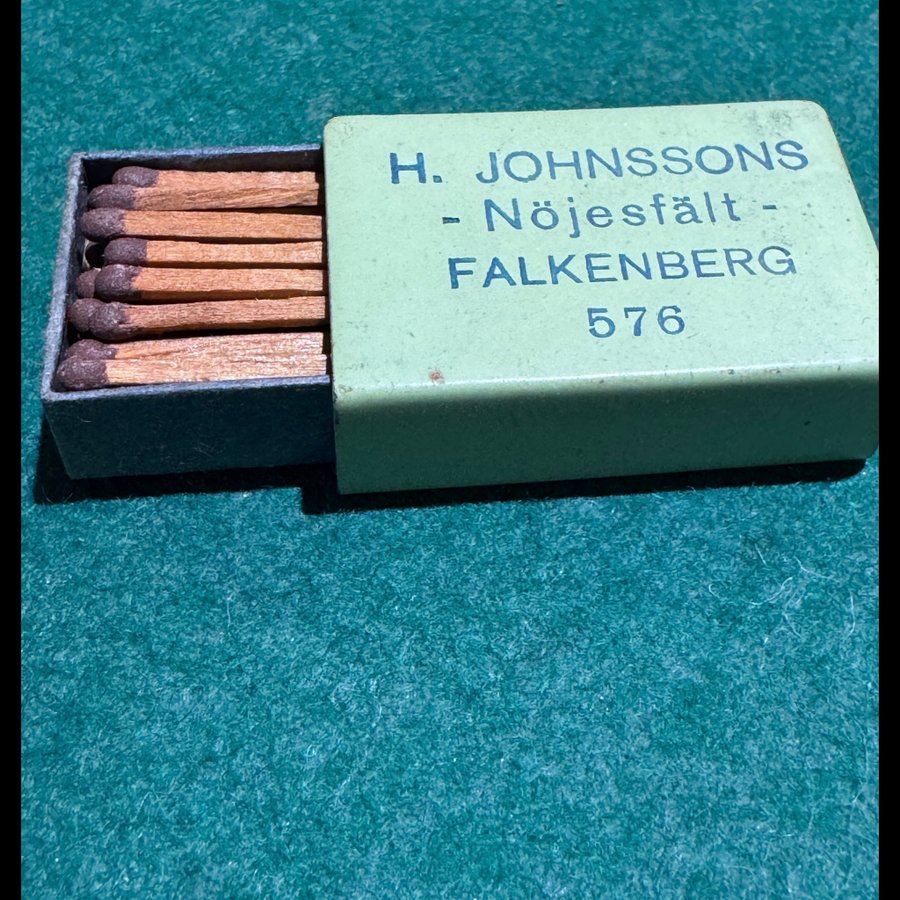 H. JOHNSSONS
- Nöjesfält -
FALKENBERG
576